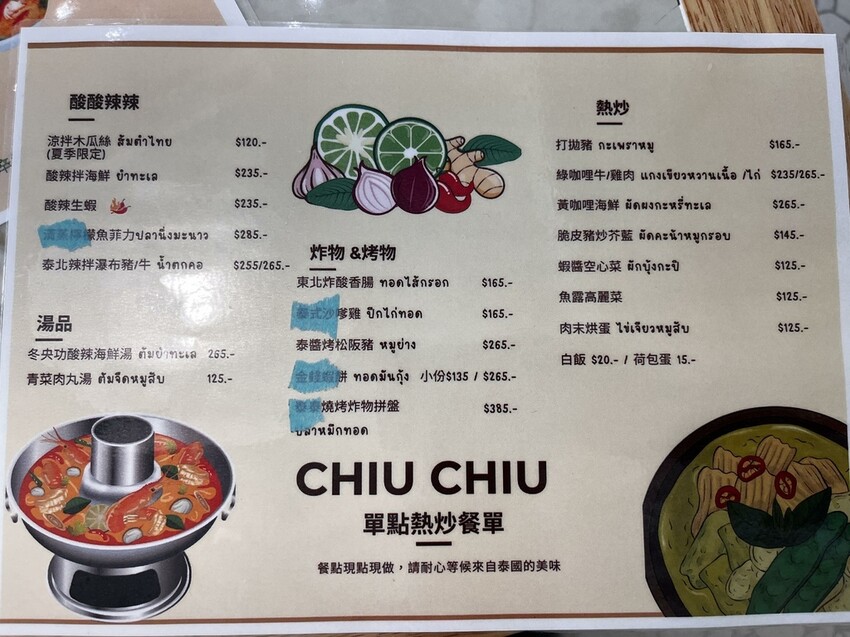 酸酸辣辣
涼拌木瓜絲 ส้มตำไทย $120.-
(夏季限定)
酸辣拌海鮮 ยำทะเล $235.-
酸辣生蝦 $235.-
清蒸檸檬魚菲力ปลานึ่งมะนาว $285.-
泰北辣拌瀑布豬/牛 น้ำตกคอ $255/265.-
湯品
冬央功酸辣海鮮湯 ต้มยำทะเล 265.-
青菜肉丸湯 ต้มจืดหมูสับ 125.-
炸物 &烤物
東北炸酸香腸 ทอดไส้กรอก $165.-
泰式沙嗲雞 ปีกไก่ทอด $165.-
泰醬烤松阪豬 หมูย่าง $265.-
金錢蝦餅 ทอดมันกุ้ง 小份$135 / $265.-
泰泰燒烤炸物拼盤 $385.-
ปลาหมึกทอด
CHIU CHIU
單點熱炒餐單
餐點現點現做，請耐心等候來自泰國的美味
熱炒
打拋豬 กะเพราหมู $165.-
綠咖哩牛/雞肉 แกงเขียวหวานเนื้อ /ไก่ $235/265.-
黃咖哩海鮮 ผัดผงกะหรี่ทะเล $265.-
脆皮豬炒芥藍 ผัดคะน้าหมูกรอบ $145.-
蝦醬空心菜 ผักบุ้งกะปิ $125.-
魚露高麗菜 $125.-
肉末烘蛋 ไข่เจียวหมูสับ $125.-
白飯 $20.- / 荷包蛋 15.-